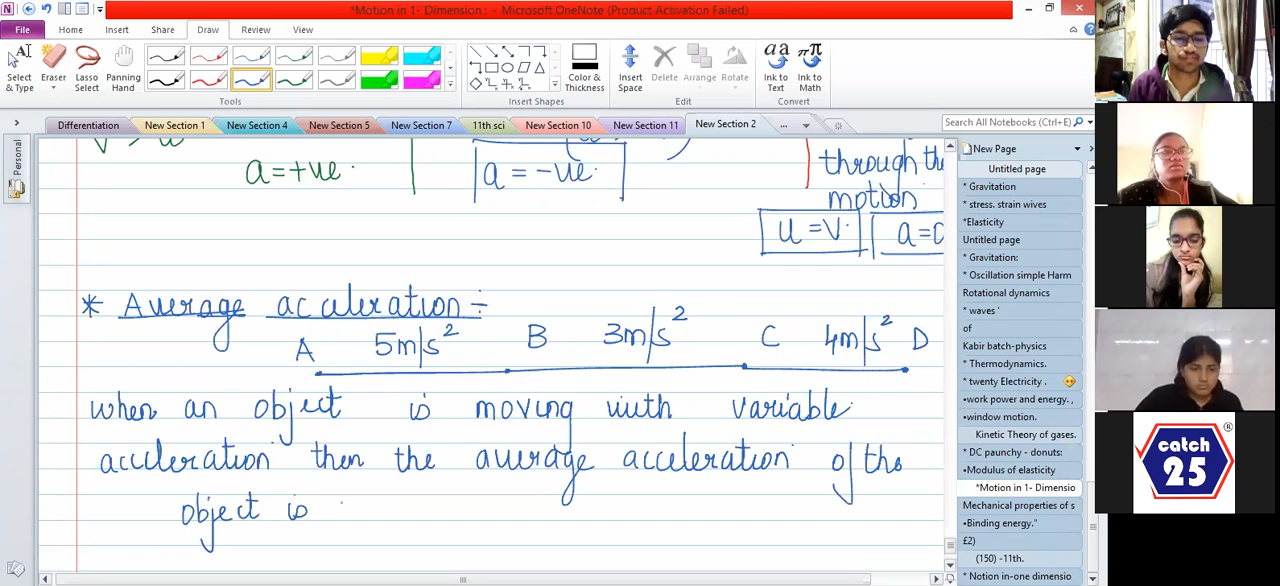 *Motion in 1- Dimension : - Microsoft OneNote (Product Activation Failed)
File Home Insert Share Draw Review View
Select & Type
Eraser
Lasso Select
Panning Hand
Color & Thickness
Insert Space
Delete
Arrange
Rotate
Ink to Text
Ink to Math
Tools
Insert Shapes
Edit
Convert
Differentiation New Section 1 New Section 4 New Section 5 New Section 7 11th sci New Section 10 New Section 11 New Section 2 ...
Search All Notebooks (Ctrl+E)
Personal
a=+ve.
a = -ve.
through the
motion
u = v.
* Average accleration:-
A 5m/s² B 3m/s² C 4m/s² D
when an object is moving with variable
acceleration then the average acceleration of the
object is
New Page
Untitled page
* Gravitation
* stress. strain wives
*Elasticity
Untitled page
* Gravitation:
* Oscillation simple Harm
Rotational dynamics
* waves '
of
Kabir batch-physics
* Thermodynamics.
* twenty Electricity .
•work power and energy. ,
•window motion.
Kinetic Theory of gases.
* DC paunchy - donuts:
•Modulus of elasticity
*Motion in 1- Dimensio
Mechanical properties of s
•Binding energy."
£2)
(150) -11th.
* Notion in-one dimensio
catch
25
®